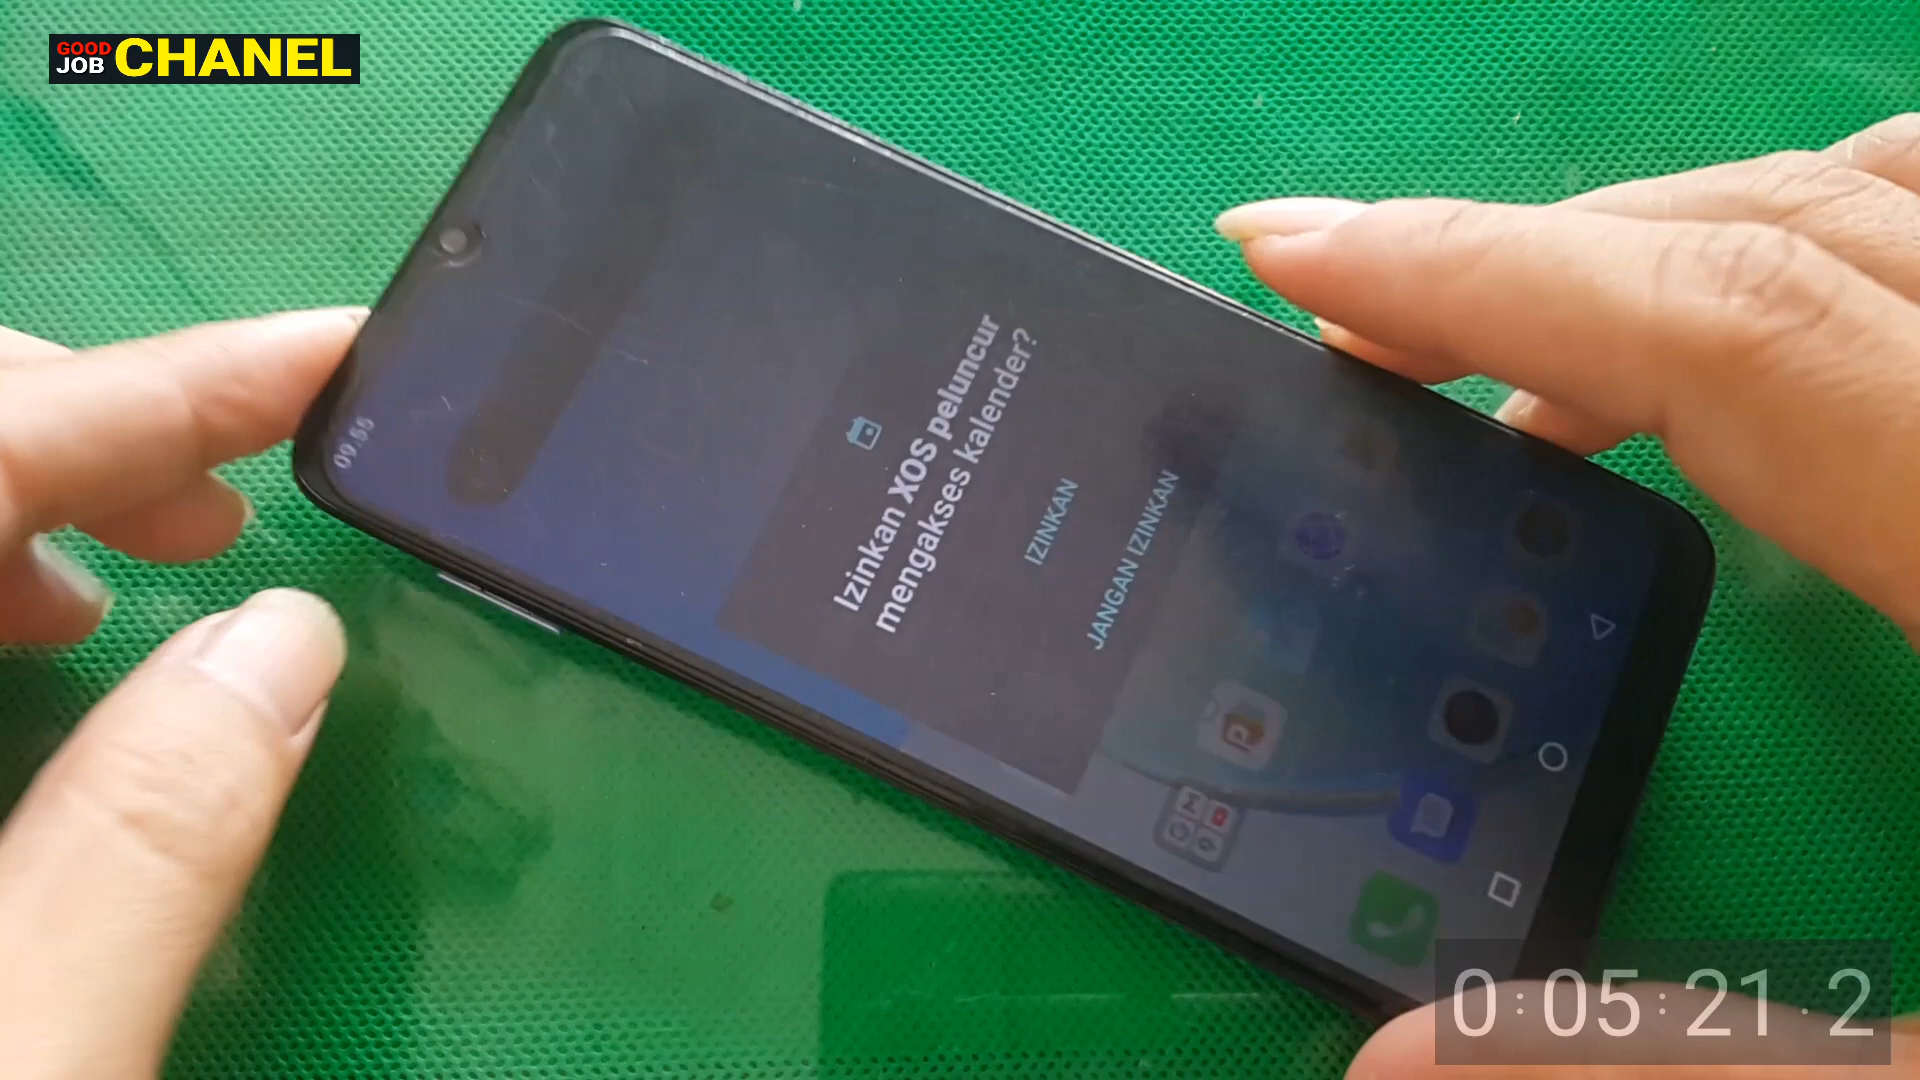 GOOD
JOB CHANEL
09.55
Izinkan XOS peluncur
mengakses kalender?
IZINKAN
JANGAN IZINKAN
0:05:21.2